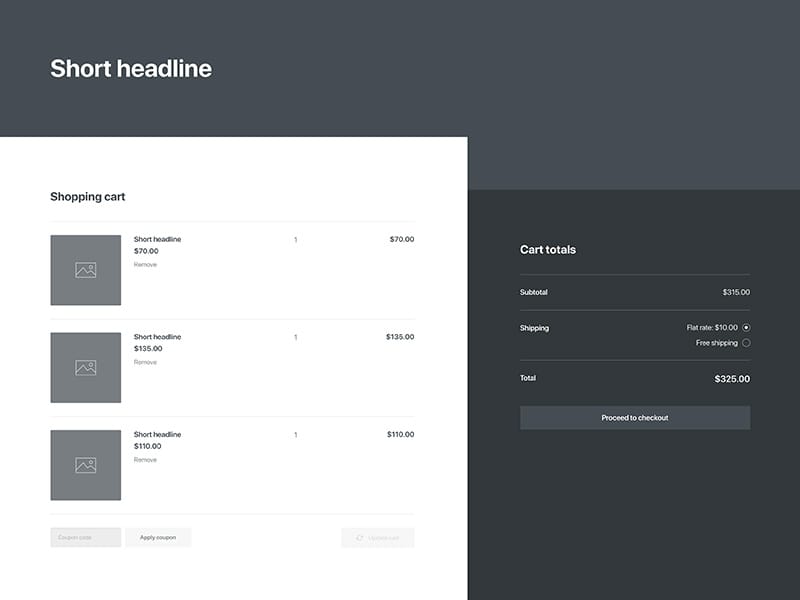 Short headline
Shopping cart
Short headline 1 $70.00
$70.00
Remove
Short headline 1 $135.00
$135.00
Remove
Short headline 1 $110.00
$110.00
Remove
Coupon code Apply coupon Update cart
Cart totals
Subtotal $315.00
Shipping Flat rate: $10.00
Free shipping
Total $325.00
Proceed to checkout